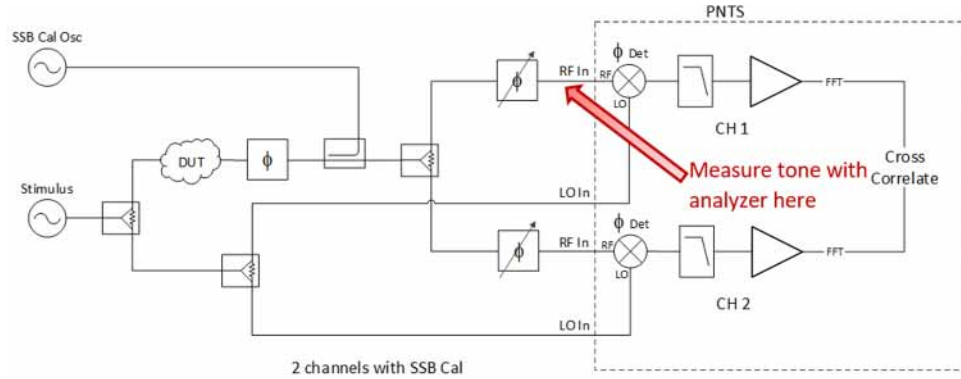 PNTS
SSB Cal Osc
ϕ Det
RF In
RF
ϕ
LO
FFT
CH 1
DUT
ϕ
Measure tone with
analyzer here
Cross
Correlate
Stimulus
LO In
ϕ Det
RF In
RF
ϕ
LO
FFT
CH 2
LO In
2 channels with SSB Cal